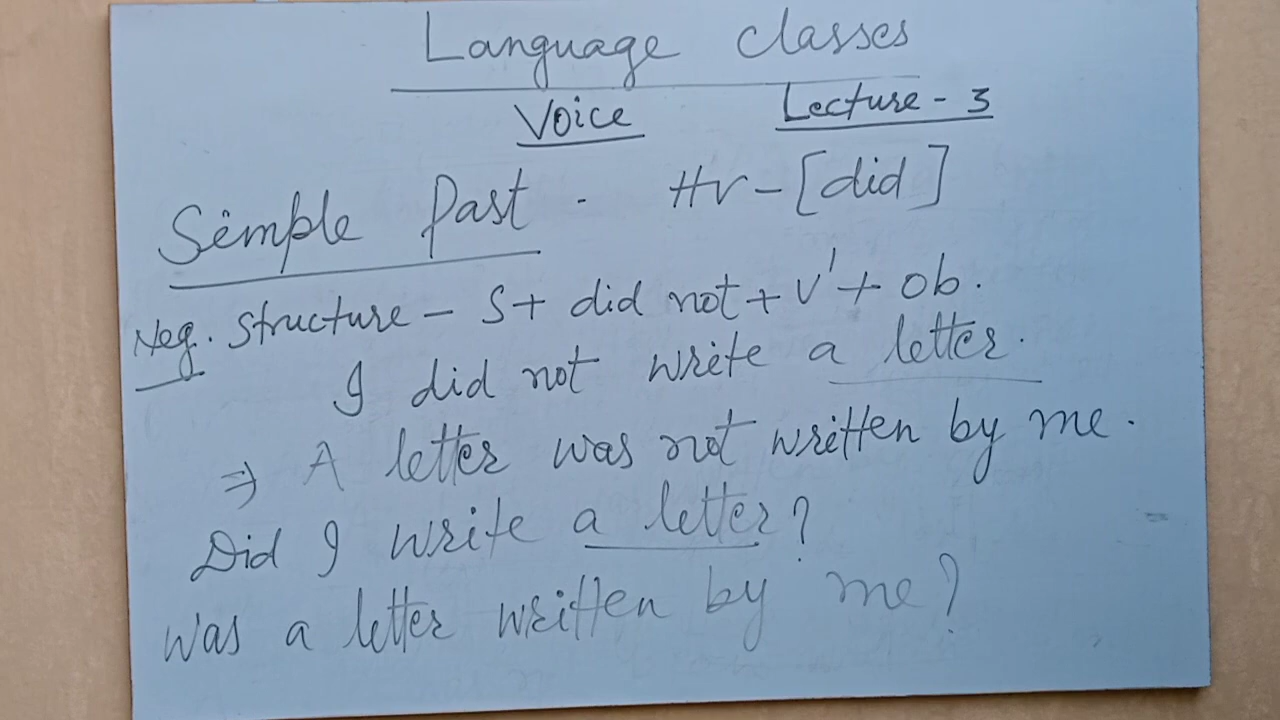 Language classes
Voice Lecture - 3
Simple Past - HV - [did]
Neg. Structure - S + did not + V' + Ob.
I did not write a letter.
⇒ A letter was not written by me.
Did I write a letter?
Was a letter written by me?